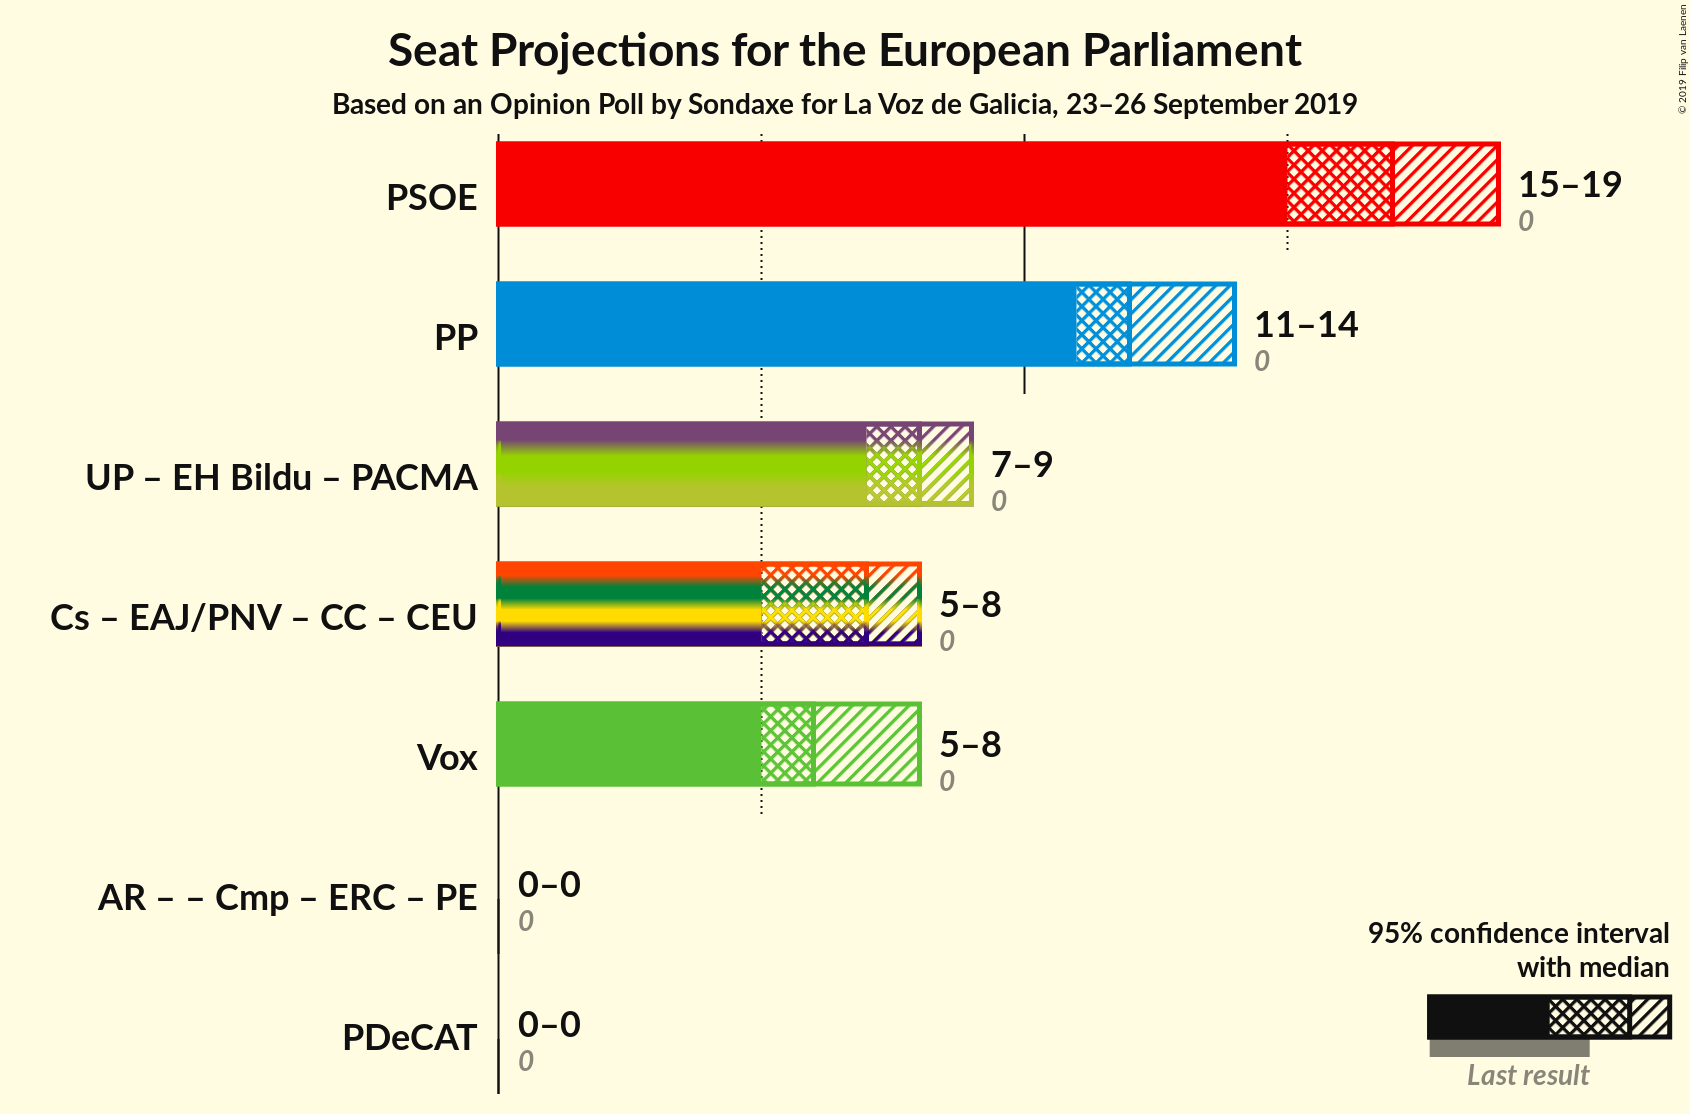 Seat Projections for the European Parliament
Based on an Opinion Poll by Sondaxe for La Voz de Galicia, 23–26 September 2019
© 2019 Filip van Laenen
PSOE
15–19
0
PP
11–14
0
UP – EH Bildu – PACMA
7–9
0
Cs – EAJ/PNV – CC – CEU
5–8
0
Vox
5–8
0
AR – – Cmp – ERC – PE
0–0
0
PDeCAT
0–0
0
95% confidence interval
with median
Last result